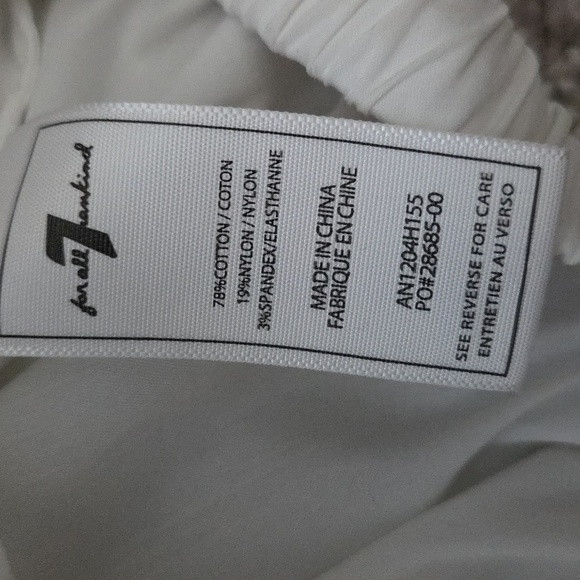 for all 7 mankind
78%COTTON / COTON
19%NYLON / NYLON
3%SPANDEX/ELASTHANNE
MADE IN CHINA
FABRIQUE EN CHINE
AN1204H155
PO#28685-00
SEE REVERSE FOR CARE
ENTRETIEN AU VERSO